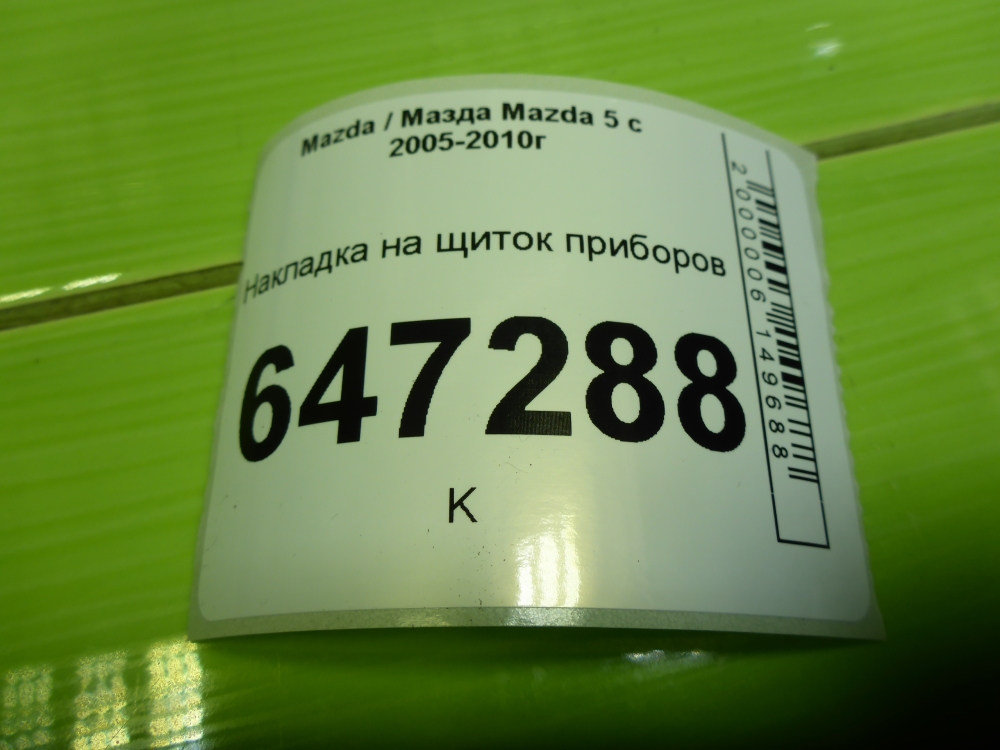 Mazda / Мазда Mazda 5 с
2005-2010г
Накладка на щиток приборов
647288
К
2000006149688